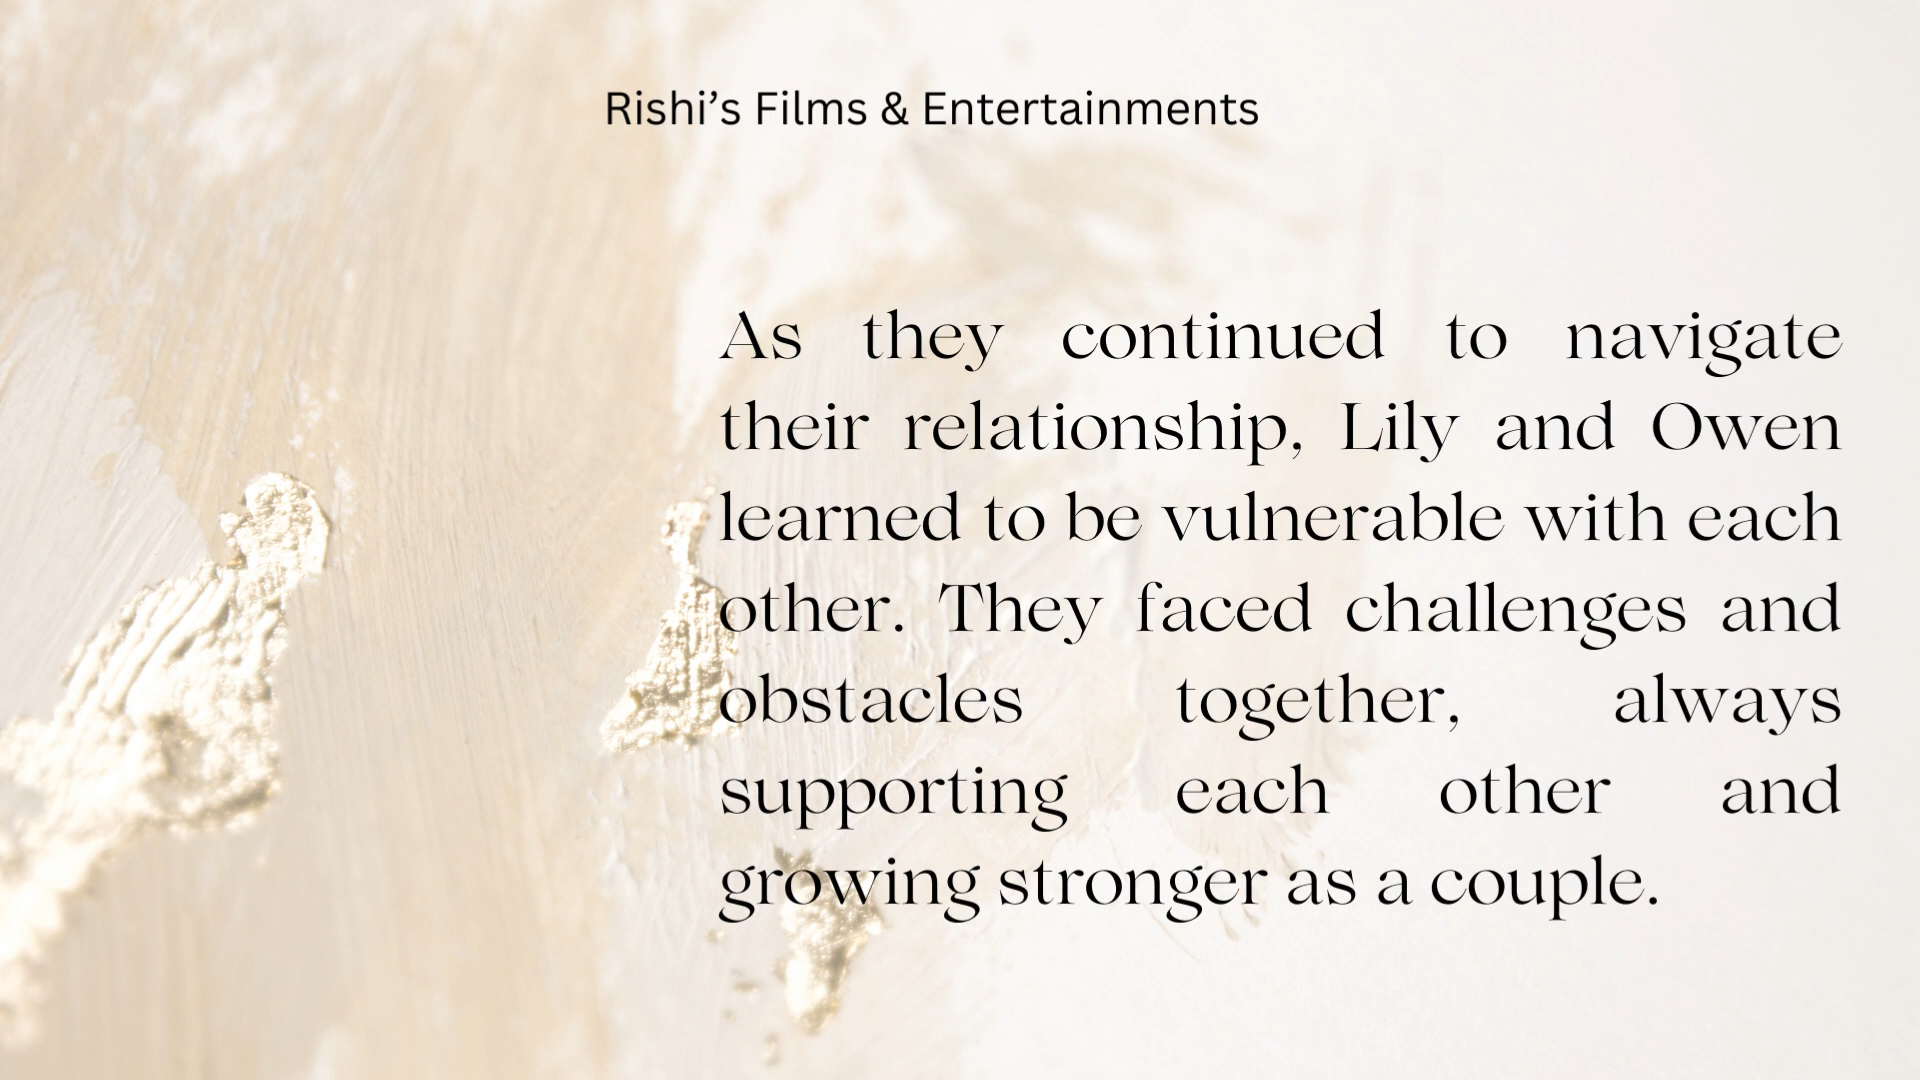 Rishi’s Films & Entertainments
As they continued to navigate
their relationship, Lily and Owen
learned to be vulnerable with each
other. They faced challenges and
obstacles together, always
supporting each other and
growing stronger as a couple.